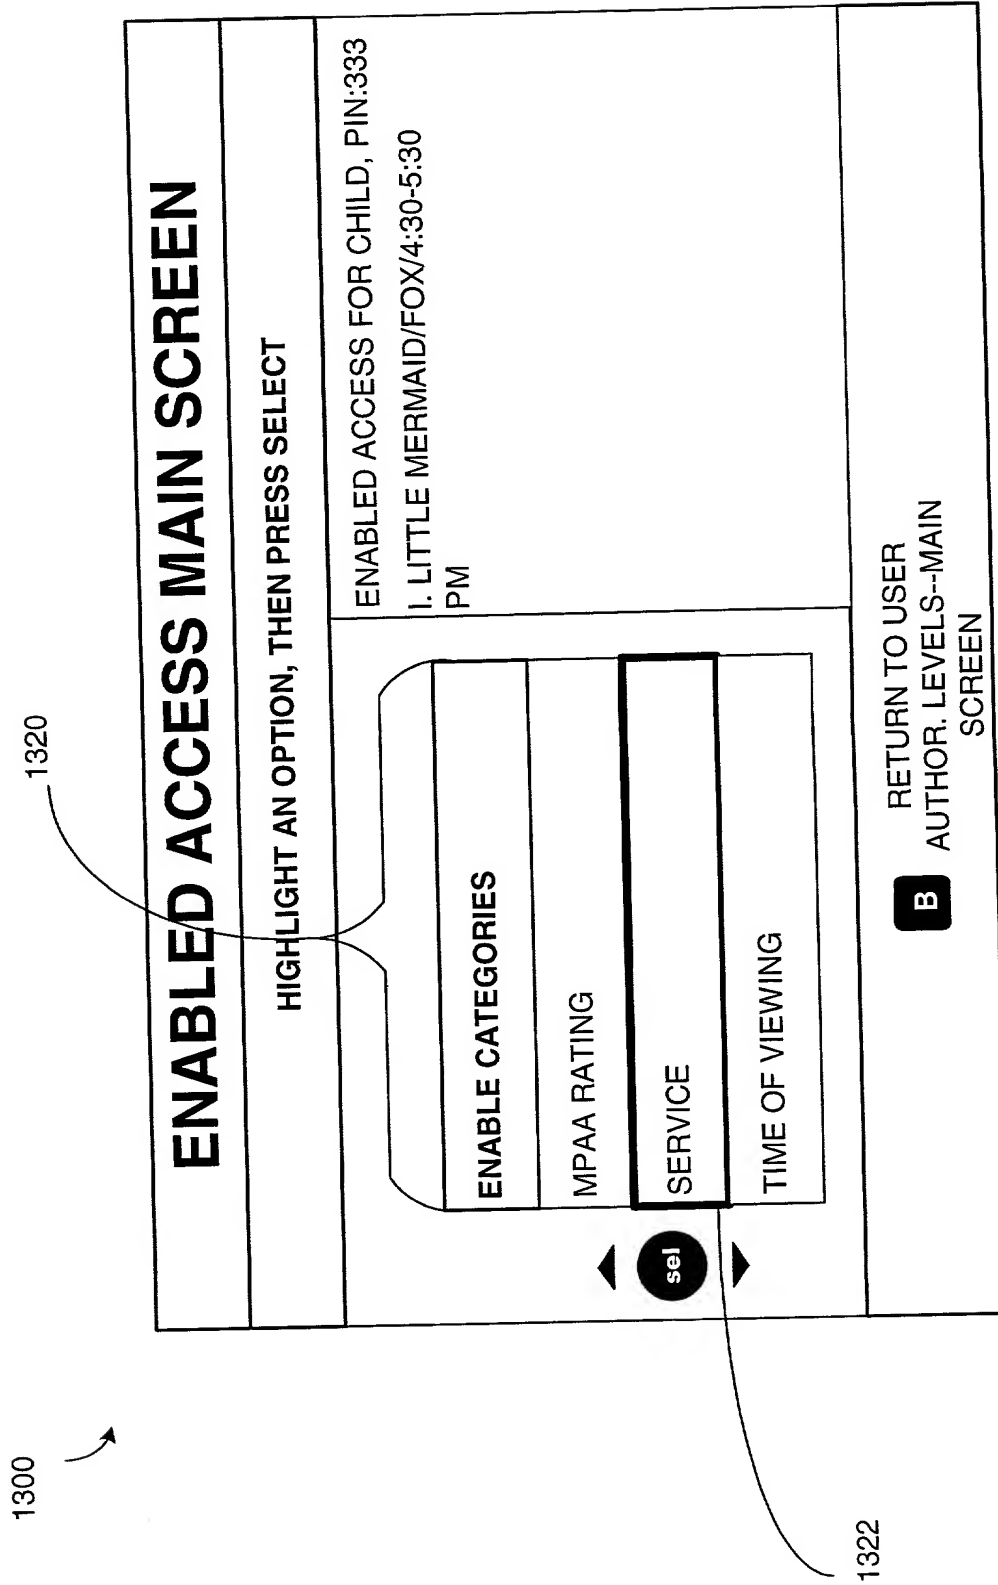 1300
1320
ENABLED ACCESS MAIN SCREEN
HIGHLIGHT AN OPTION, THEN PRESS SELECT
ENABLE CATEGORIES
MPAA RATING
SERVICE
TIME OF VIEWING
sel
ENABLED ACCESS FOR CHILD, PIN:333
I. LITTLE MERMAID/FOX/4:30-5:30
PM
B
RETURN TO USER
AUTHOR. LEVELS--MAIN
SCREEN
1322